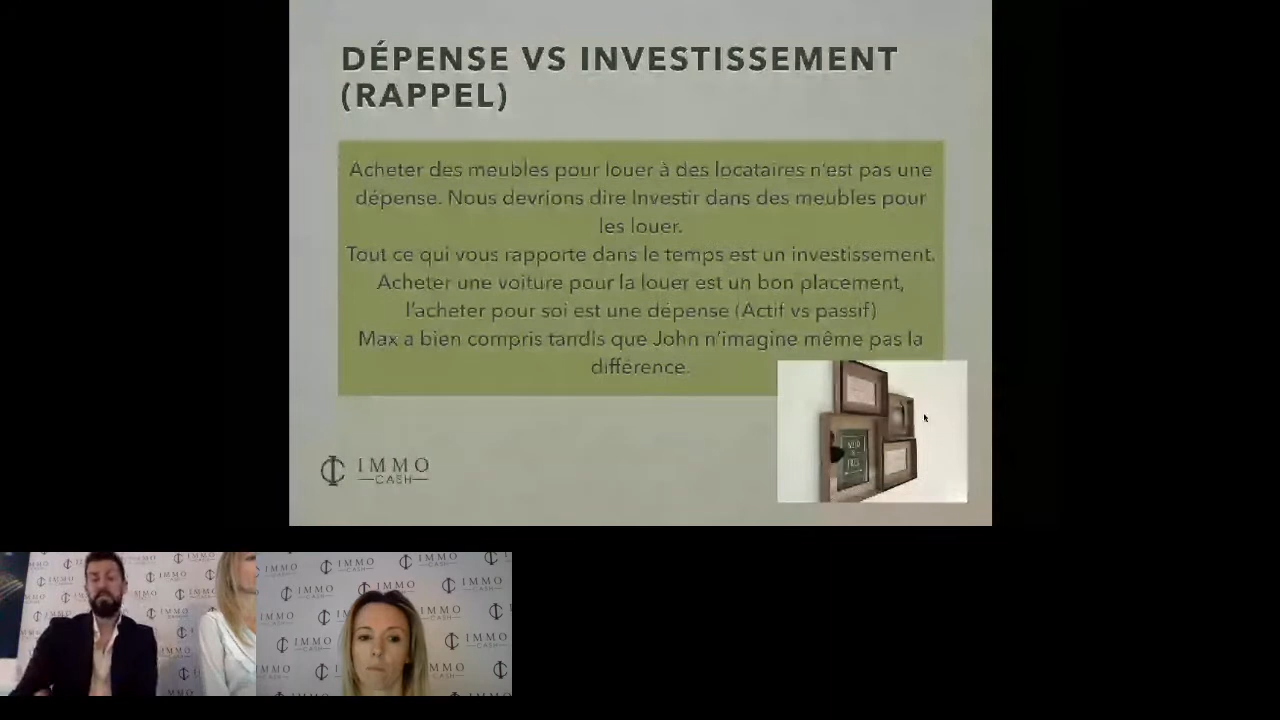 DÉPENSE VS INVESTISSEMENT
(RAPPEL)
Acheter des meubles pour louer à des locataires n'est pas une
dépense. Nous devrions dire Investir dans des meubles pour
les louer.
Tout ce qui vous rapporte dans le temps est un investissement.
Acheter une voiture pour la louer est un bon placement,
l'acheter pour soi est une dépense (Actif vs passif)
Max a bien compris tandis que John n'imagine même pas la
différence.
IMMO
CASH